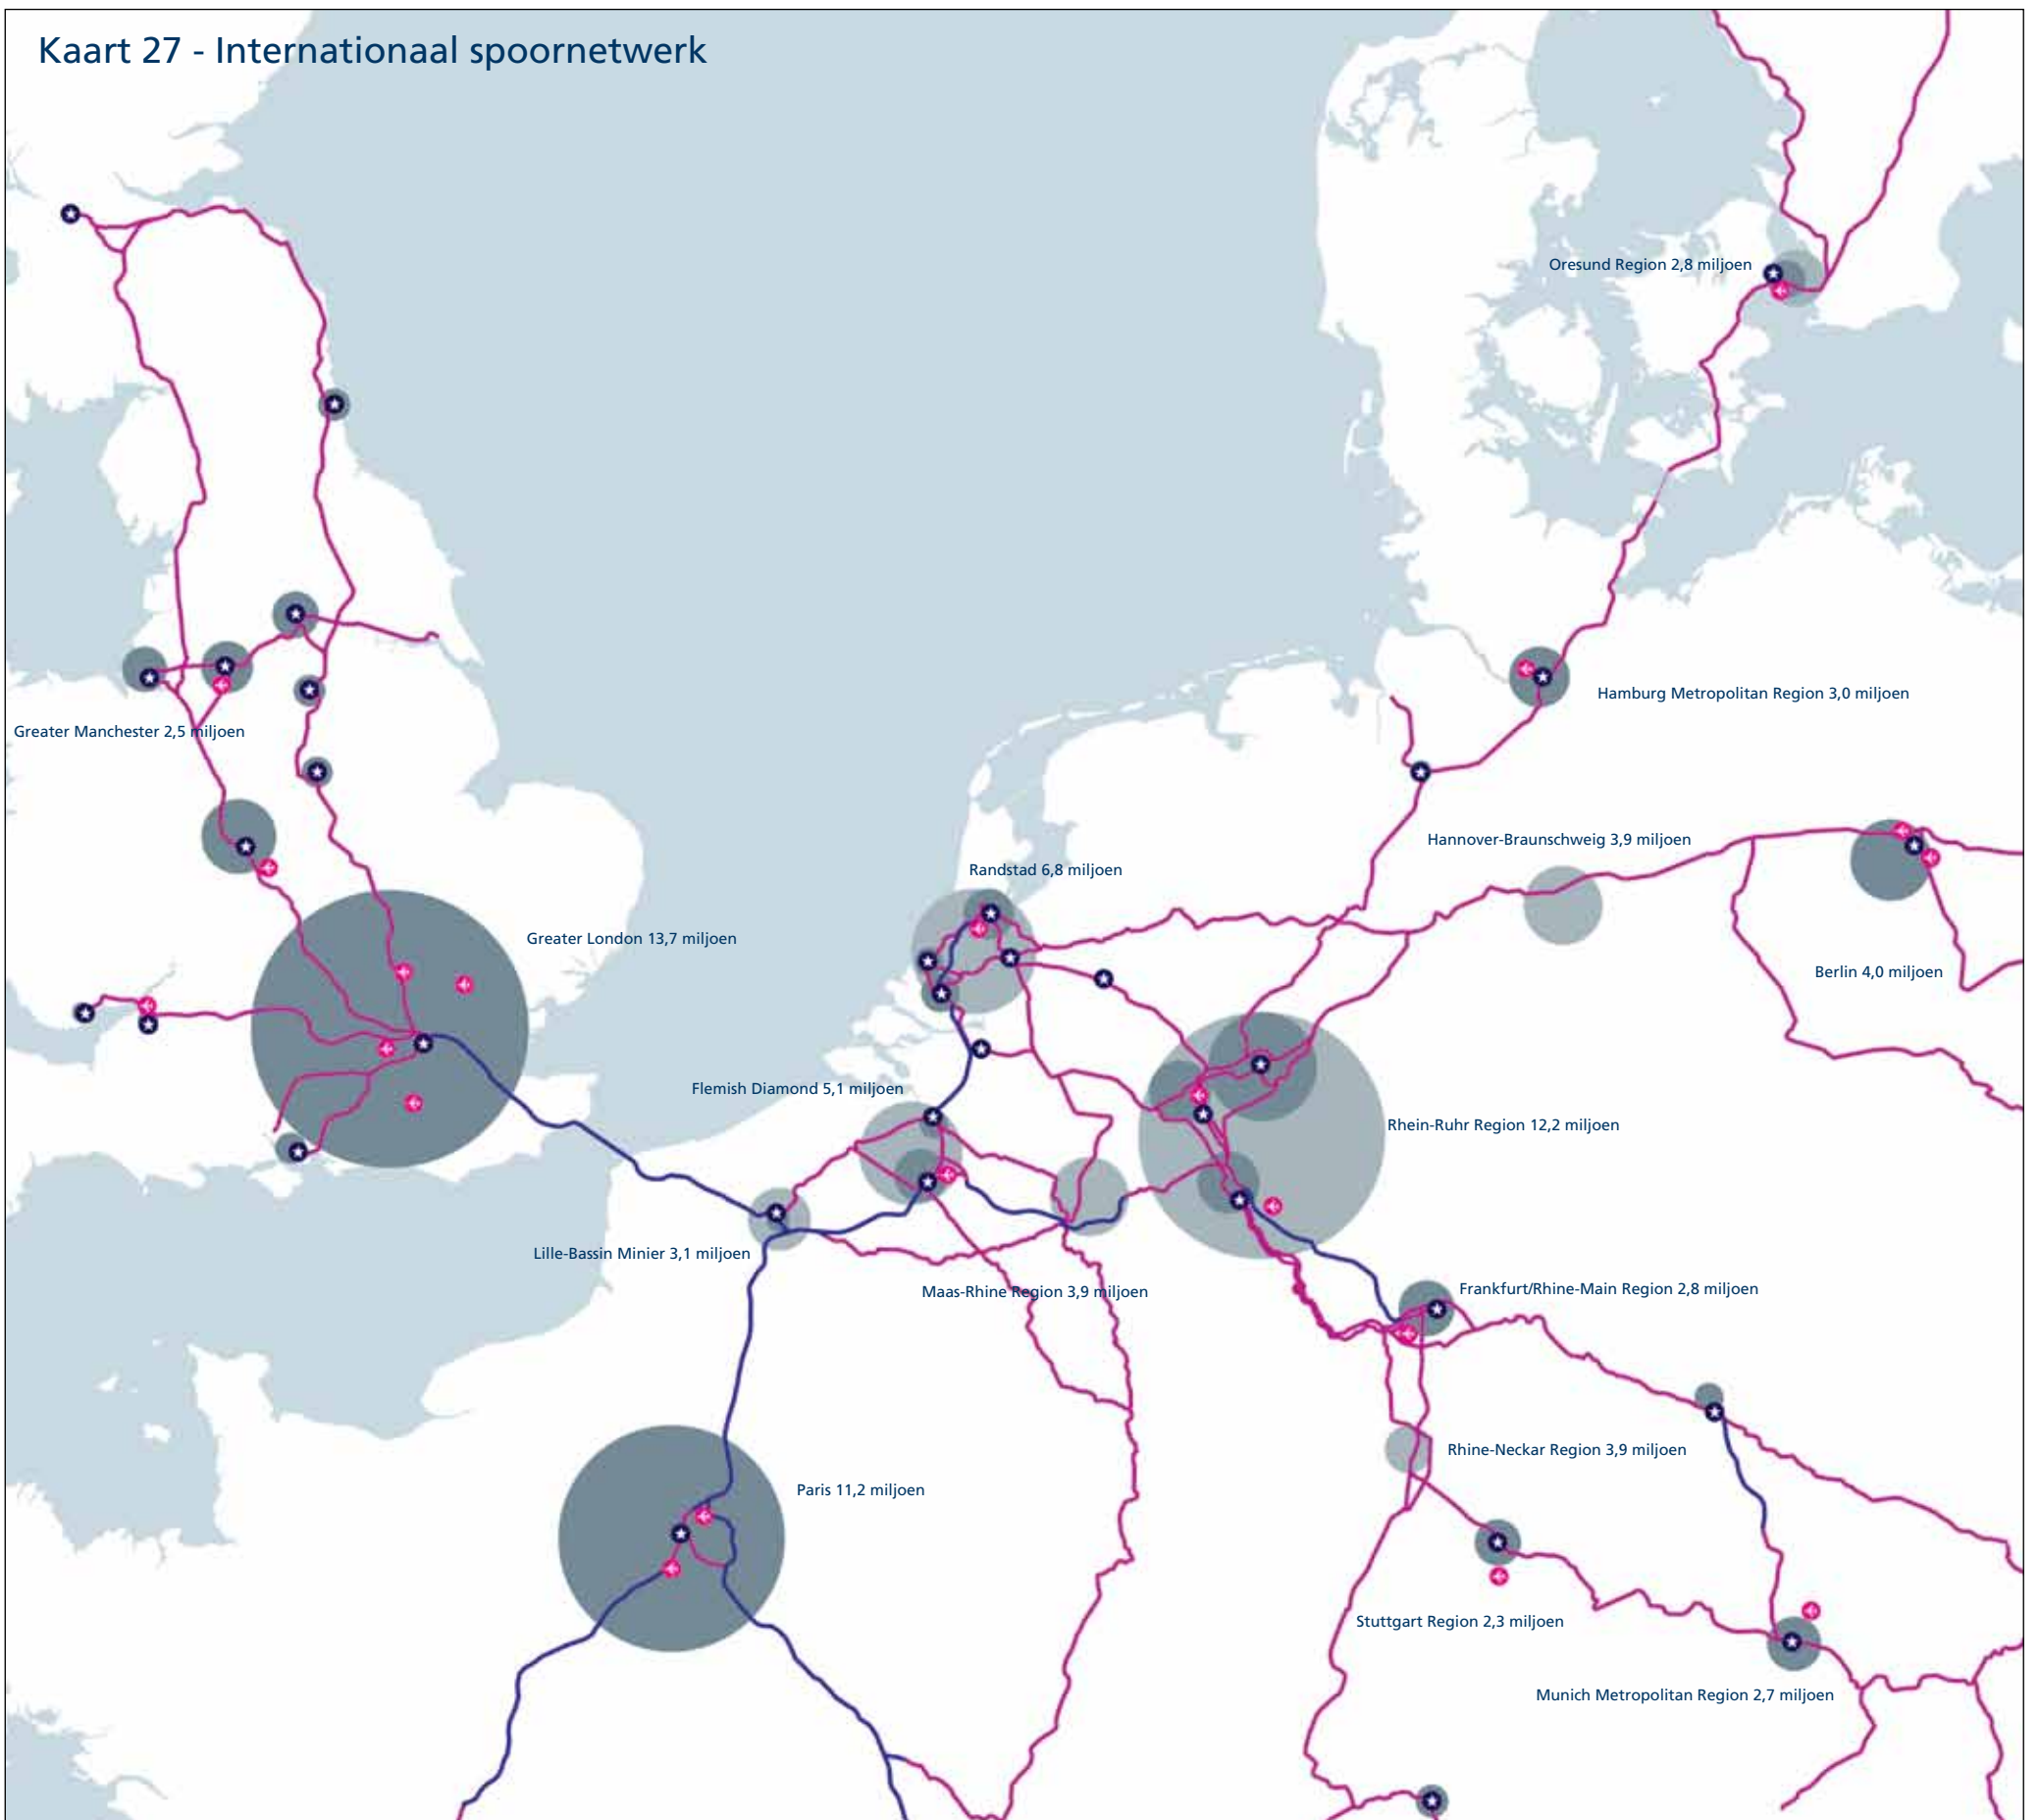 Kaart 27 - Internationaal spoornetwerk
Oresund Region 2,8 miljoen
Hamburg Metropolitan Region 3,0 miljoen
Greater Manchester 2,5 miljoen
Hannover-Braunschweig 3,9 miljoen
Randstad 6,8 miljoen
Greater London 13,7 miljoen
Berlin 4,0 miljoen
Flemish Diamond 5,1 miljoen
Rhein-Ruhr Region 12,2 miljoen
Lille-Bassin Minier 3,1 miljoen
Maas-Rhine Region 3,9 miljoen
Frankfurt/Rhine-Main Region 2,8 miljoen
Rhine-Neckar Region 3,9 miljoen
Paris 11,2 miljoen
Stuttgart Region 2,3 miljoen
Munich Metropolitan Region 2,7 miljoen